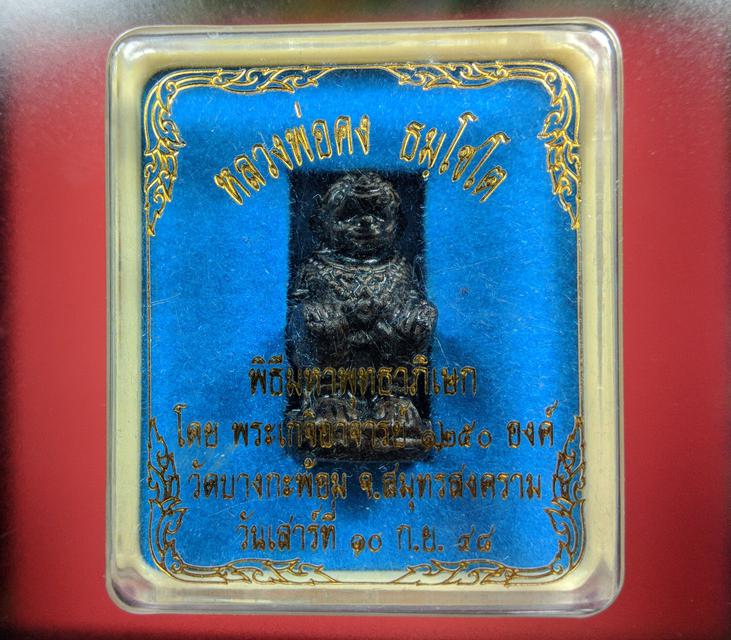 หลวงพ่อคง ธมฺโชโต
พิธีมหาพุทธาภิเษก
โดย พระเกจิอาจารย์ ๑,๒๕๐ องค์
วัดบางกะพ้อม จ.สมุทรสงคราม
วันเสาร์ที่ ๑๐ ก.ย. ๔๘